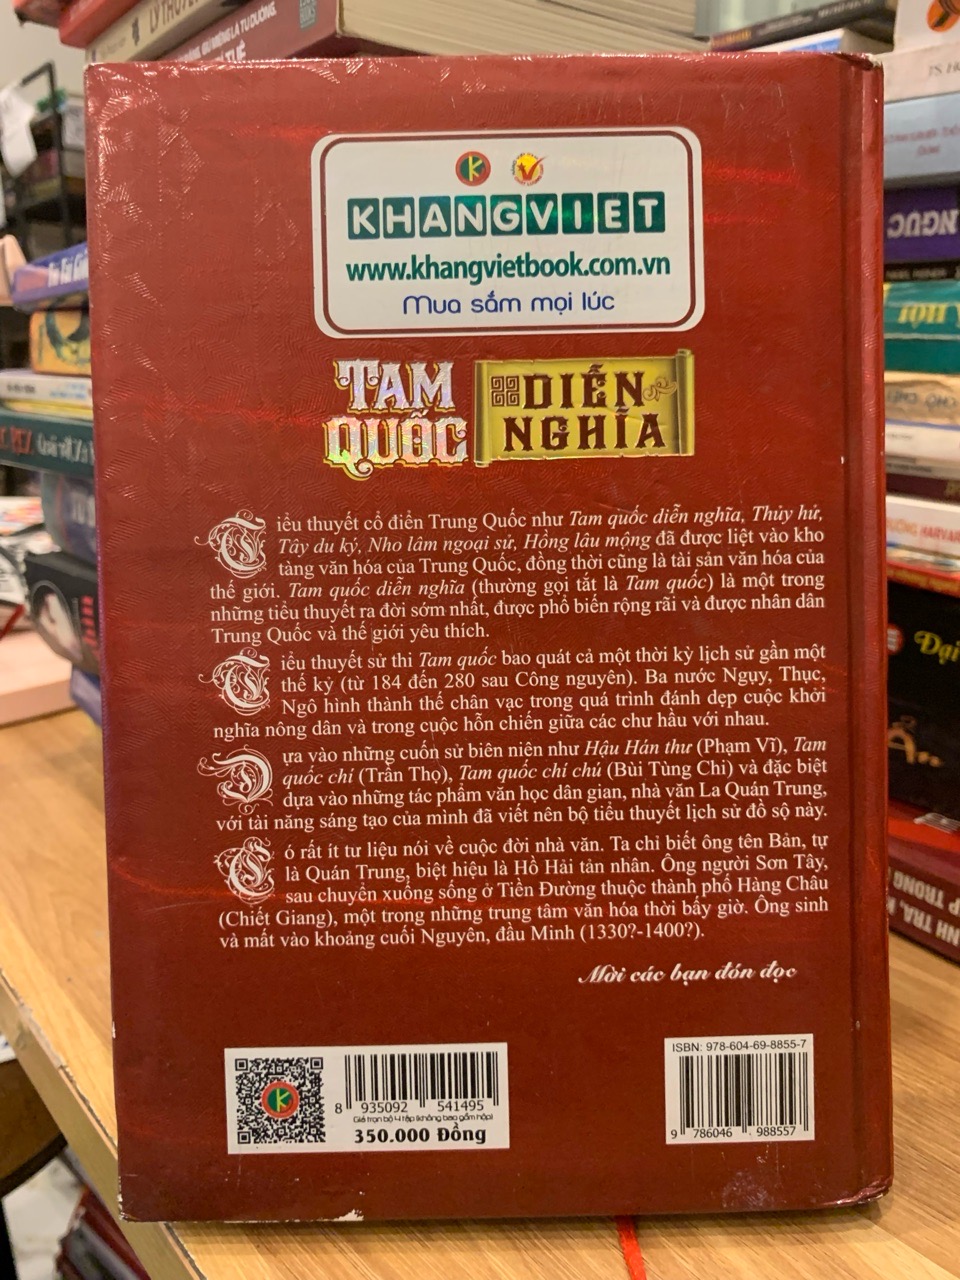 LÝ THUYẾT
KHANGVIET
www.khangvietbook.com.vn
Mua sắm mọi lúc
TAM
QUỐC
DIỄN
NGHĨA
Tiểu thuyết cổ điển Trung Quốc như Tam quốc diễn nghĩa, Thủy hử,
Tây du ký, Nho lâm ngoại sử, Hồng lâu mộng đã được liệt vào kho
tàng văn hóa của Trung Quốc, đồng thời cũng là tài sản văn hóa của
thế giới. Tam quốc diễn nghĩa (thường gọi tắt là Tam quốc) là một trong
những tiểu thuyết ra đời sớm nhất, được phổ biến rộng rãi và được nhân dân
Trung Quốc và thế giới yêu thích.
Tiểu thuyết sử thi Tam quốc bao quát cả một thời kỳ lịch sử gần một
thế kỷ (từ 184 đến 280 sau Công nguyên). Ba nước Ngụy, Thục,
Ngô hình thành thế chân vạc trong quá trình đánh dẹp cuộc khởi
nghĩa nông dân và trong cuộc hỗn chiến giữa các chư hầu với nhau.
Dựa vào những cuốn sử biên niên như Hậu Hán thư (Phạm Vĩ), Tam
quốc chí (Trần Thọ), Tam quốc chí chú (Bùi Tùng Chi) và đặc biệt
dựa vào những tác phẩm văn học dân gian, nhà văn La Quán Trung,
với tài năng sáng tạo của mình đã viết nên bộ tiểu thuyết lịch sử đồ sộ này.
Có rất ít tư liệu nói về cuộc đời nhà văn. Ta chỉ biết ông tên Bản, tự
là Quán Trung, biệt hiệu là Hồ Hải tản nhân. Ông người Sơn Tây,
sau chuyển xuống sống ở Tiền Đường thuộc thành phố Hàng Châu
(Chiết Giang), một trong những trung tâm văn hóa thời bấy giờ. Ông sinh
và mất vào khoảng cuối Nguyên, đầu Minh (1330?-1400?).
Mời các bạn đón đọc
8 935092 541495
Giá trọn bộ 4 tập (không bao gồm hộp)
350.000 Đồng
ISBN: 978-604-69-8855-7
9 786046 988557
NGỤC
Đại